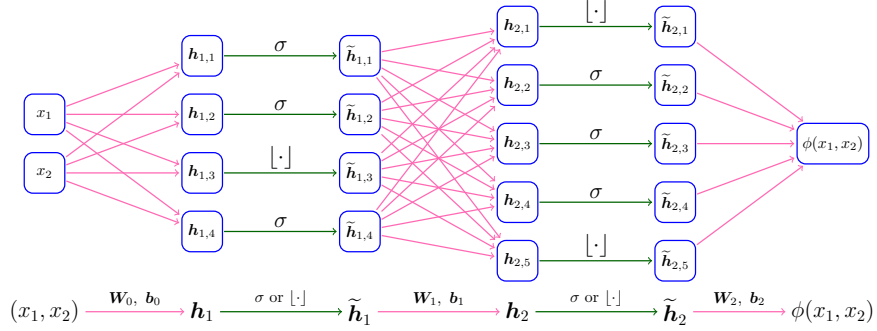 ⌊·⌋
h₂,₁ h̃₂,₁
h₁,₁ σ h̃₁,₁
h₂,₂ σ h̃₂,₂
x₁ h₁,₂ σ h̃₁,₂
h₂,₃ σ h̃₂,₃ ϕ(x₁, x₂)
x₂ h₁,₃ ⌊·⌋ h̃₁,₃
h₂,₄ σ h̃₂,₄
h₁,₄ σ h̃₁,₄
h₂,₅ ⌊·⌋ h̃₂,₅
(x₁, x₂) W₀, b₀ h₁ σ or ⌊·⌋ h̃₁ W₁, b₁ h₂ σ or ⌊·⌋ h̃₂ W₂, b₂ ϕ(x₁, x₂)